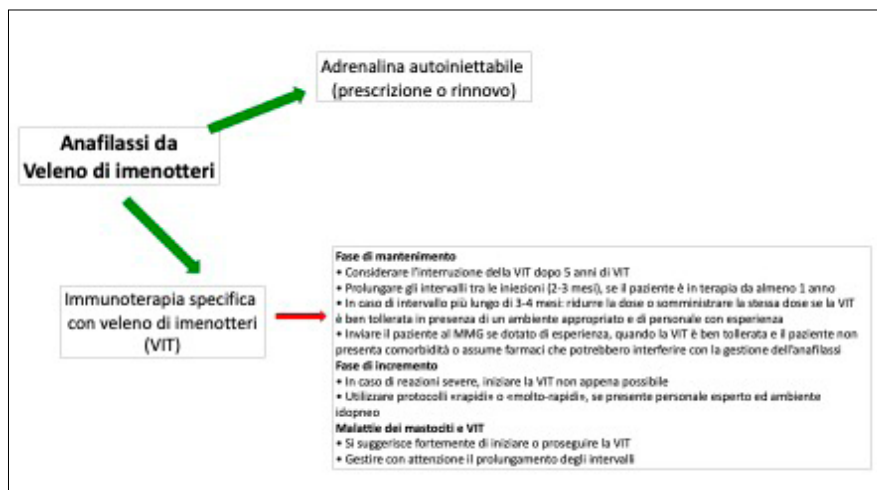 Adrenalina autoiniettabile
(prescrizione o rinnovo)
Anafilassi da
Veleno di imenotteri
Immunoterapia specifica
con veleno di imenotteri
(VIT)
Fase di mantenimento
• Considerare l'interruzione della VIT dopo 5 anni di VIT
• Prolungare gli intervalli tra le iniezioni (2-3 mesi), se il paziente è in terapia da almeno 1 anno
• In caso di intervallo più lungo di 3-4 mesi: ridurre la dose o somministrare la stessa dose se la VIT
è ben tollerata in presenza di un ambiente appropriato e di personale con esperienza
• Inviare il paziente al MMG se dotato di esperienza, quando la VIT è ben tollerata e il paziente non
presenta comorbidità o assume farmaci che potrebbero interferire con la gestione dell'anafilassi
Fase di incremento
• In caso di reazioni severe, iniziare la VIT non appena possibile
• Utilizzare protocolli «rapidi» o «molto-rapidi», se presente personale esperto ed ambiente
idopneo
Malattie dei mastociti e VIT
• Si suggerisce fortemente di iniziare o proseguire la VIT
• Gestire con attenzione il prolungamento degli intervalli